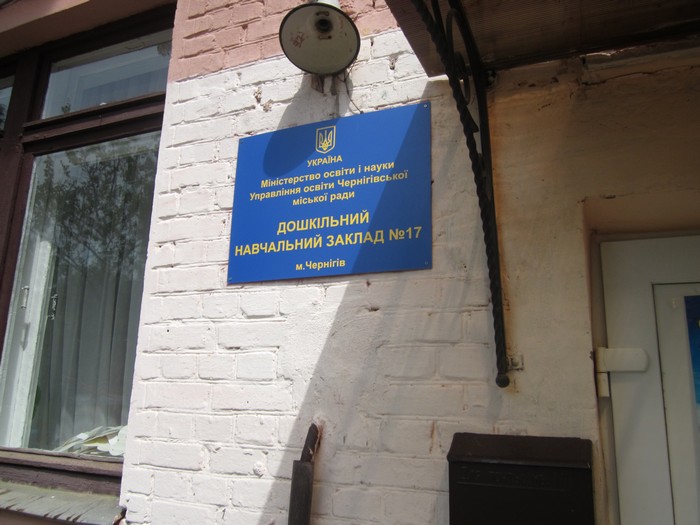 УКРАЇНА
Міністерство освіти і науки
Управління освіти Чернігівської
міської ради
ДОШКІЛЬНИЙ
НАВЧАЛЬНИЙ ЗАКЛАД №17
м.Чернігів